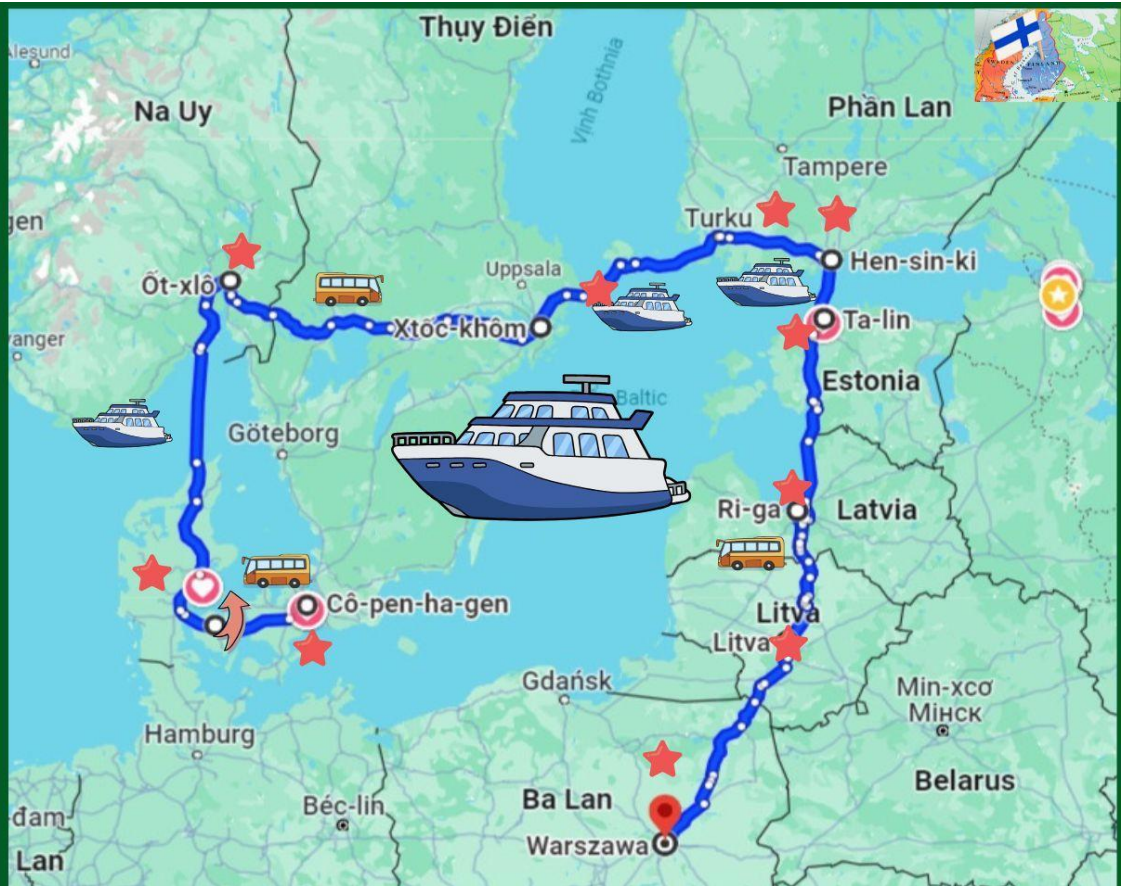 Thụy Điển
Alesund
Vịnh Bothnia
Na Uy
Phần Lan
Tampere
gen
Turku
Uppsala
Hen-sin-ki
Ốt-xlô
Xtốc-khôm
Ta-lin
vanger
Estonia
Baltic
Göteborg
Ri-ga
Latvia
Cô-pen-ha-gen
Litva
Litva
Gdańsk
Min-xcơ
Мінск
Hamburg
Belarus
Ba Lan
Béc-lin
-đam
Warszawa
Lan